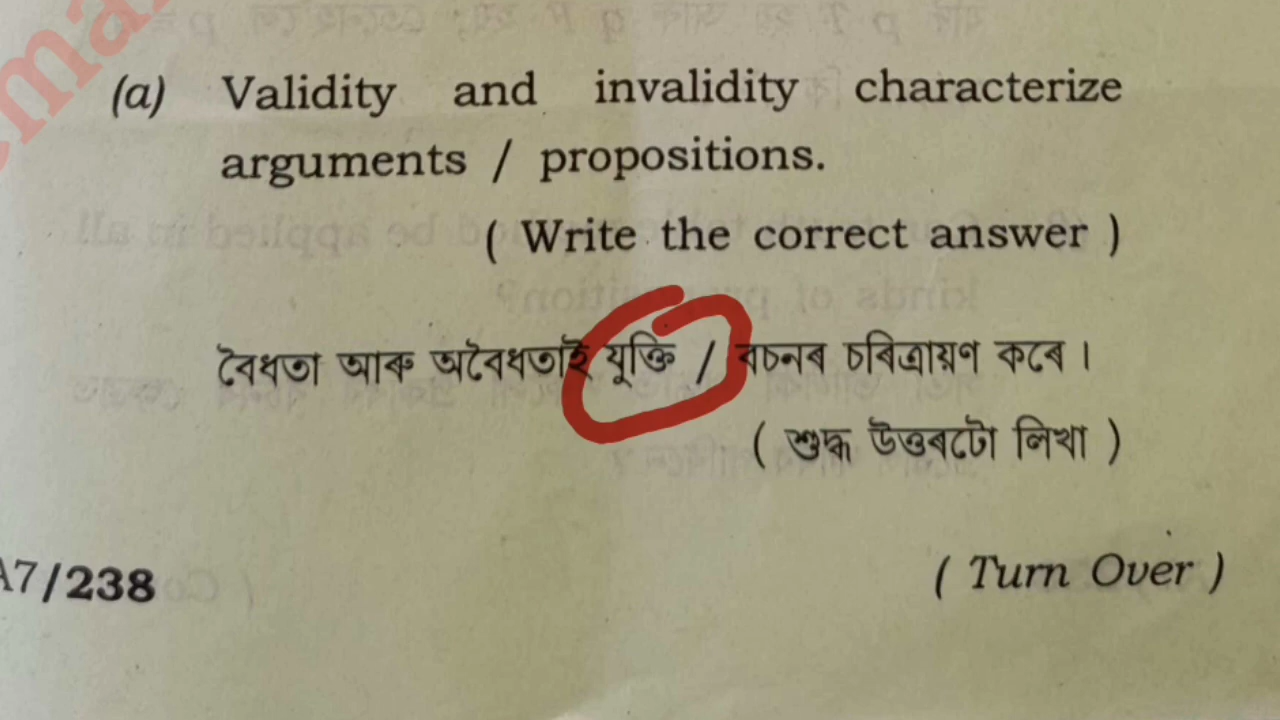 (a) Validity and invalidity characterize
arguments / propositions.
( Write the correct answer )
বৈধতা আৰু অবৈধতাই যুক্তি / বচনৰ চৰিত্ৰায়ণ কৰে ।
( শুদ্ধ উত্তৰটো লিখা )
A7/238
( Turn Over )